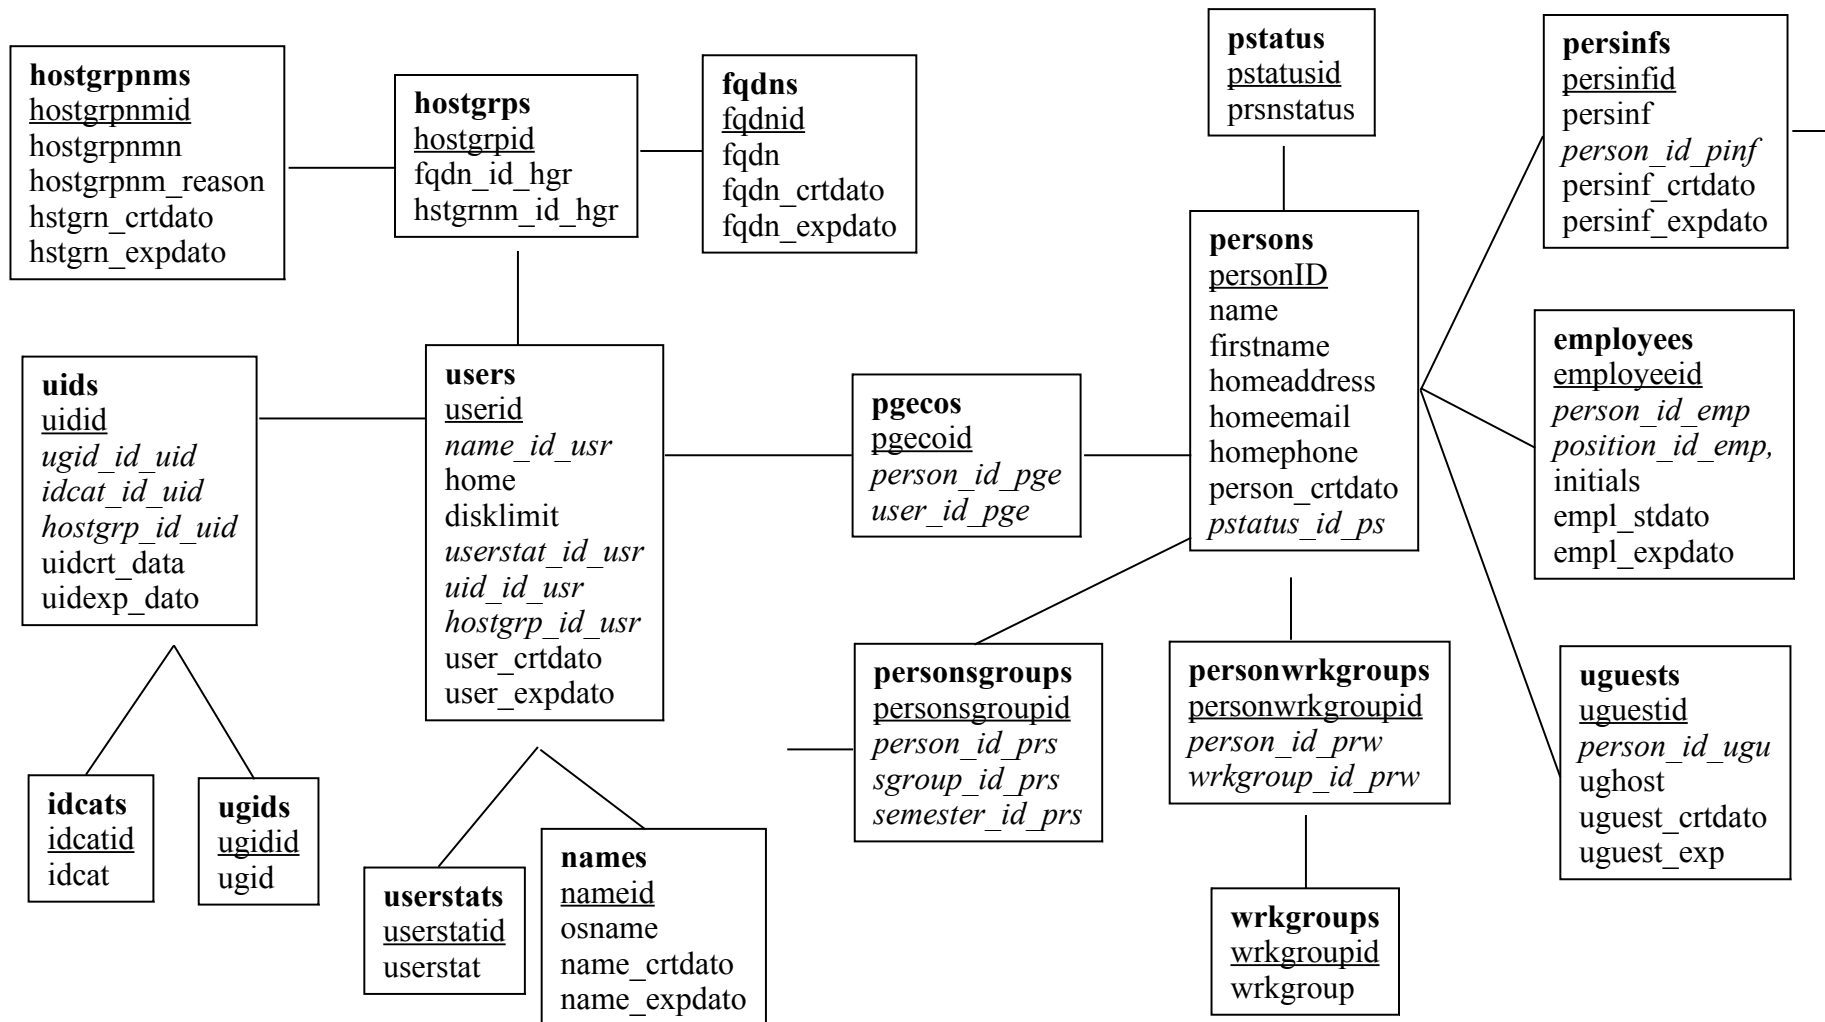 hostgrpnms
hostgrpnmid
hostgrpnmn
hostgrpnm_reason
hstgrn_crtdato
hstgrn_expdato
hostgrps
hostgrpid
fqdn_id_hgr
hstgrnm_id_hgr
fqdns
fqdnid
fqdn
fqdn_crtdato
fqdn_expdato
pstatus
pstatusid
prsnstatus
persinfs
persinfid
persinf
person_id_pinf
persinf_crtdato
persinf_expdato
uids
uidid
ugid_id_uid
idcat_id_uid
hostgrp_id_uid
uidcrt_data
uidexp_dato
users
userid
name_id_usr
home
disklimit
userstat_id_usr
uid_id_usr
hostgrp_id_usr
user_crtdato
user_expdato
pgecos
pgecoid
person_id_pge
user_id_pge
persons
personID
name
firstname
homeaddress
homeemail
homephone
person_crtdato
pstatus_id_ps
employees
employeeid
person_id_emp
position_id_emp,
initials
empl_stdato
empl_expdato
idcats
idcatid
idcat
ugids
ugidid
ugid
userstats
userstatid
userstat
names
nameid
osname
name_crtdato
name_expdato
personsgroups
personsgroupid
person_id_prs
sgroup_id_prs
semester_id_prs
personwrkgroups
personwrkgroupid
person_id_prw
wrkgroup_id_prw
wrkgroups
wrkgroupid
wrkgroup
uguests
uguestid
person_id_ugu
ughost
uguest_crtdato
uguest_exp